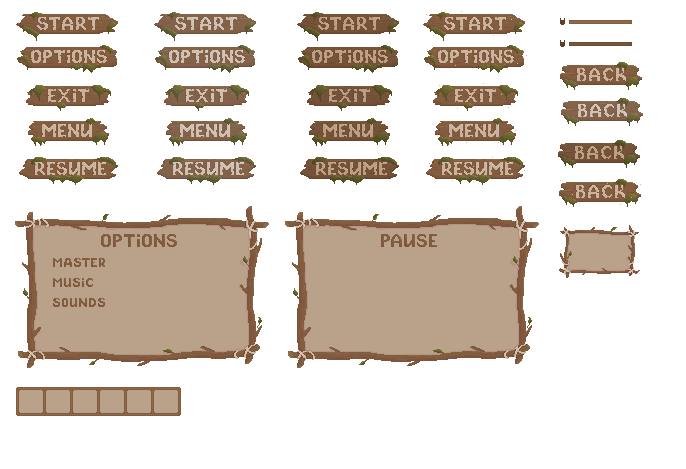 START START START START
OPTiONS OPTiONS OPTiONS OPTiONS
EXiT EXiT EXiT EXiT
MENU MENU MENU MENU
RESUME RESUME RESUME RESUME
BACK
BACK
BACK
BACK
OPTiONS
MASTER
MUSiC
SOUNDS
PAUSE